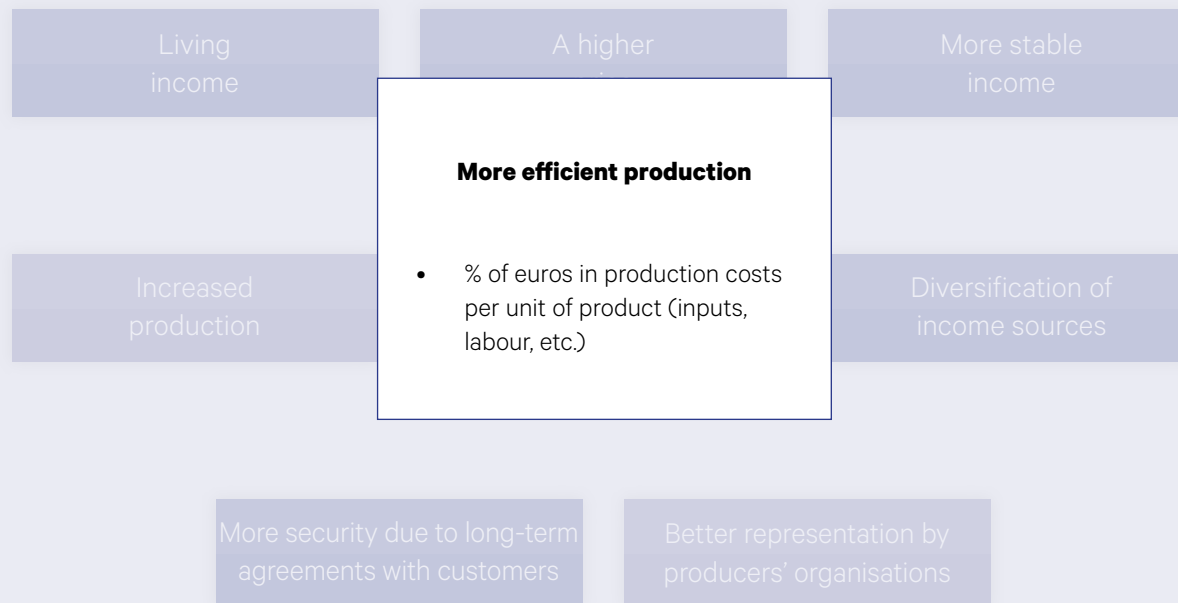 Living
income
A higher
More stable
income
More efficient production
• % of euros in production costs
per unit of product (inputs,
labour, etc.)
Increased
production
Diversification of
income sources
More security due to long-term
agreements with customers
Better representation by
producers’ organisations